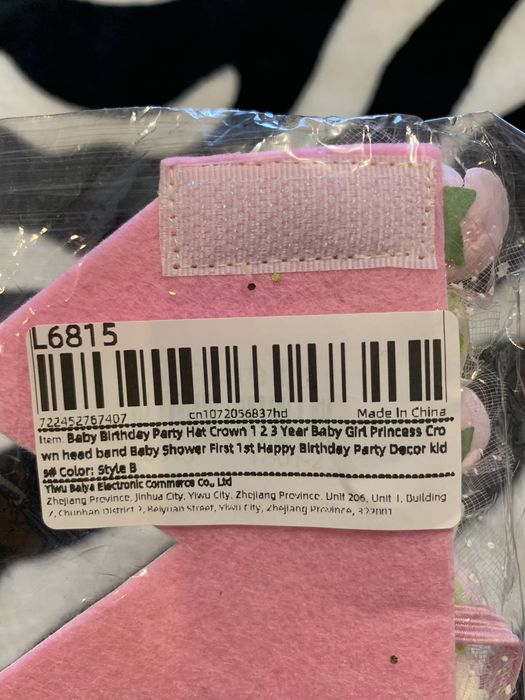 L6815
722452767407 cn1072056837hd Made In China
Item: Baby Birthday Party Hat Crown 1 2 3 Year Baby Girl Princess Cro
wn head band Baby Shower First 1st Happy Birthday Party Decor kid
s# Color: Style B
Yiwu Baiya Electronic Commerce Co,. Ltd
Zhejiang Province, Jinhua City, Yiwu City, Zhejiang Province. Unit 206, Unit 1, Building
7, Chunhan District 2, Beiyuan Street, Yiwu City, Zhejiang Province, 322001